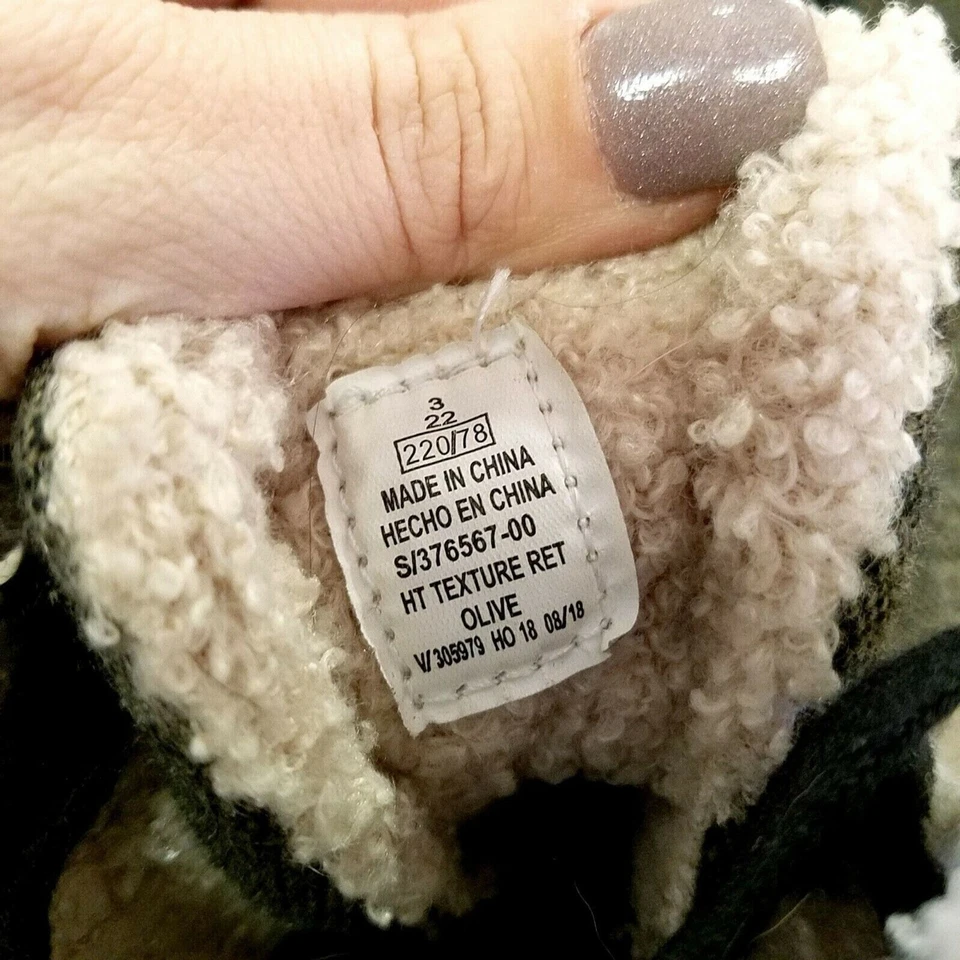 3
22
220/78
MADE IN CHINA
HECHO EN CHINA
S/376567-00
HT TEXTURE RET
OLIVE
V/305979 HO 18 08/18